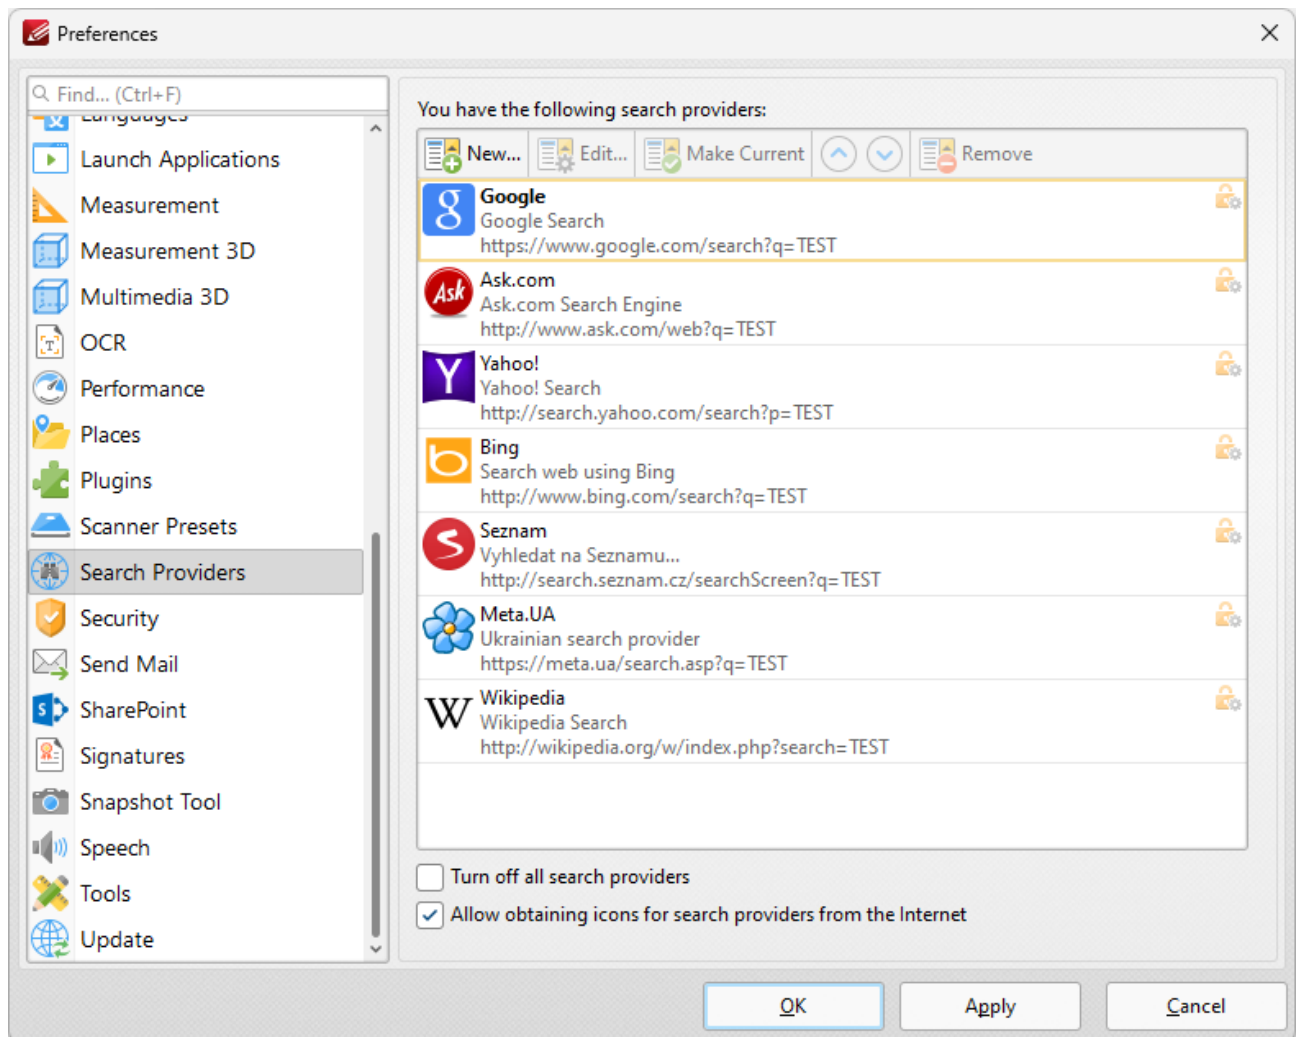 Preferences
Find... (Ctrl+F)
Languages
Launch Applications
Measurement
Measurement 3D
Multimedia 3D
OCR
Performance
Places
Plugins
Scanner Presets
Search Providers
Security
Send Mail
SharePoint
Signatures
Snapshot Tool
Speech
Tools
Update
You have the following search providers:
New... Edit... Make Current Remove
Google
Google Search
https://www.google.com/search?q=TEST
Ask
Ask.com
Ask.com Search Engine
http://www.ask.com/web?q=TEST
Yahoo!
Yahoo! Search
http://search.yahoo.com/search?p=TEST
Bing
Search web using Bing
http://www.bing.com/search?q=TEST
Seznam
Vyhledat na Seznamu...
http://search.seznam.cz/searchScreen?q=TEST
Meta.UA
Ukrainian search provider
https://meta.ua/search.asp?q=TEST
Wikipedia
Wikipedia Search
http://wikipedia.org/w/index.php?search=TEST
Turn off all search providers
Allow obtaining icons for search providers from the Internet
OK Apply Cancel